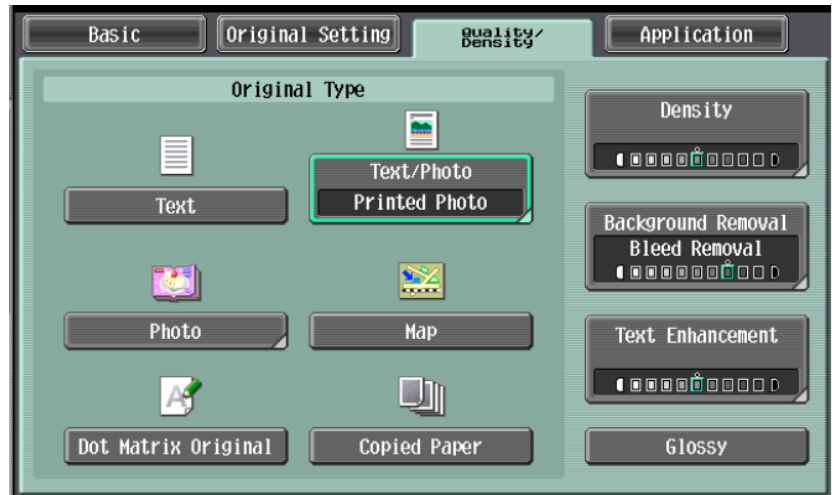 Basic
Original Setting
Quality/
Density
Application
Original Type
Text
Text/Photo
Printed Photo
Photo
Map
Dot Matrix Original
Copied Paper
Density
Background Removal
Bleed Removal
Text Enhancement
Glossy